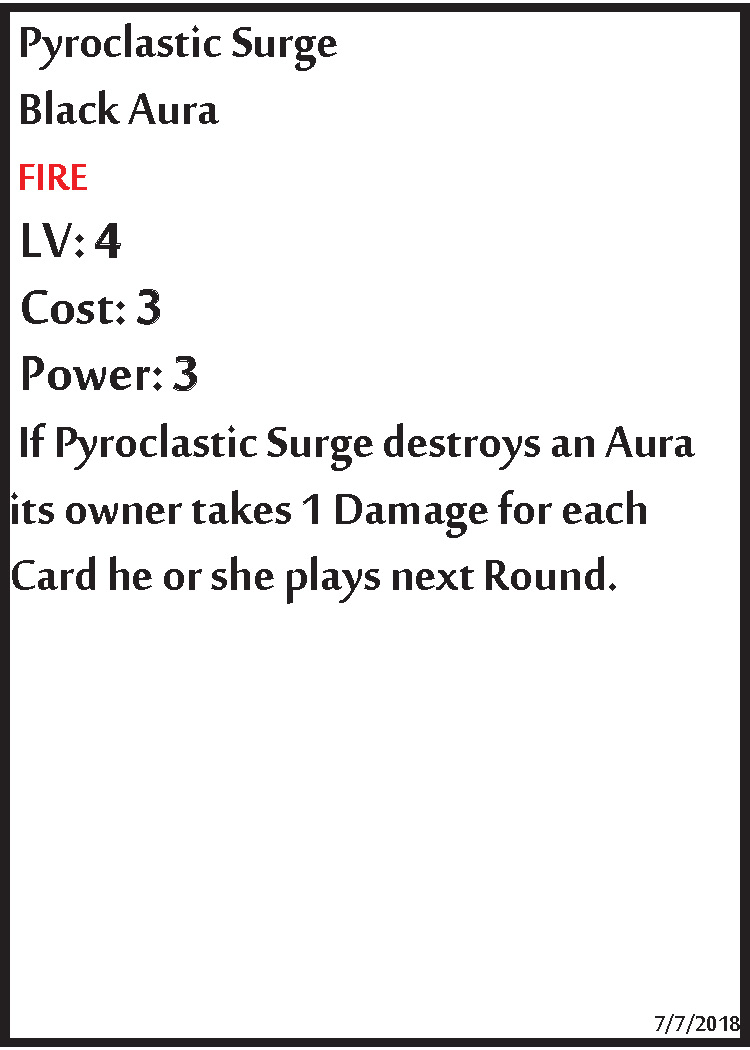 Pyroclastic Surge
Black Aura
FIRE
LV: 4
Cost: 3
Power: 3
If Pyroclastic Surge destroys an Aura
its owner takes 1 Damage for each
Card he or she plays next Round.
7/7/2018